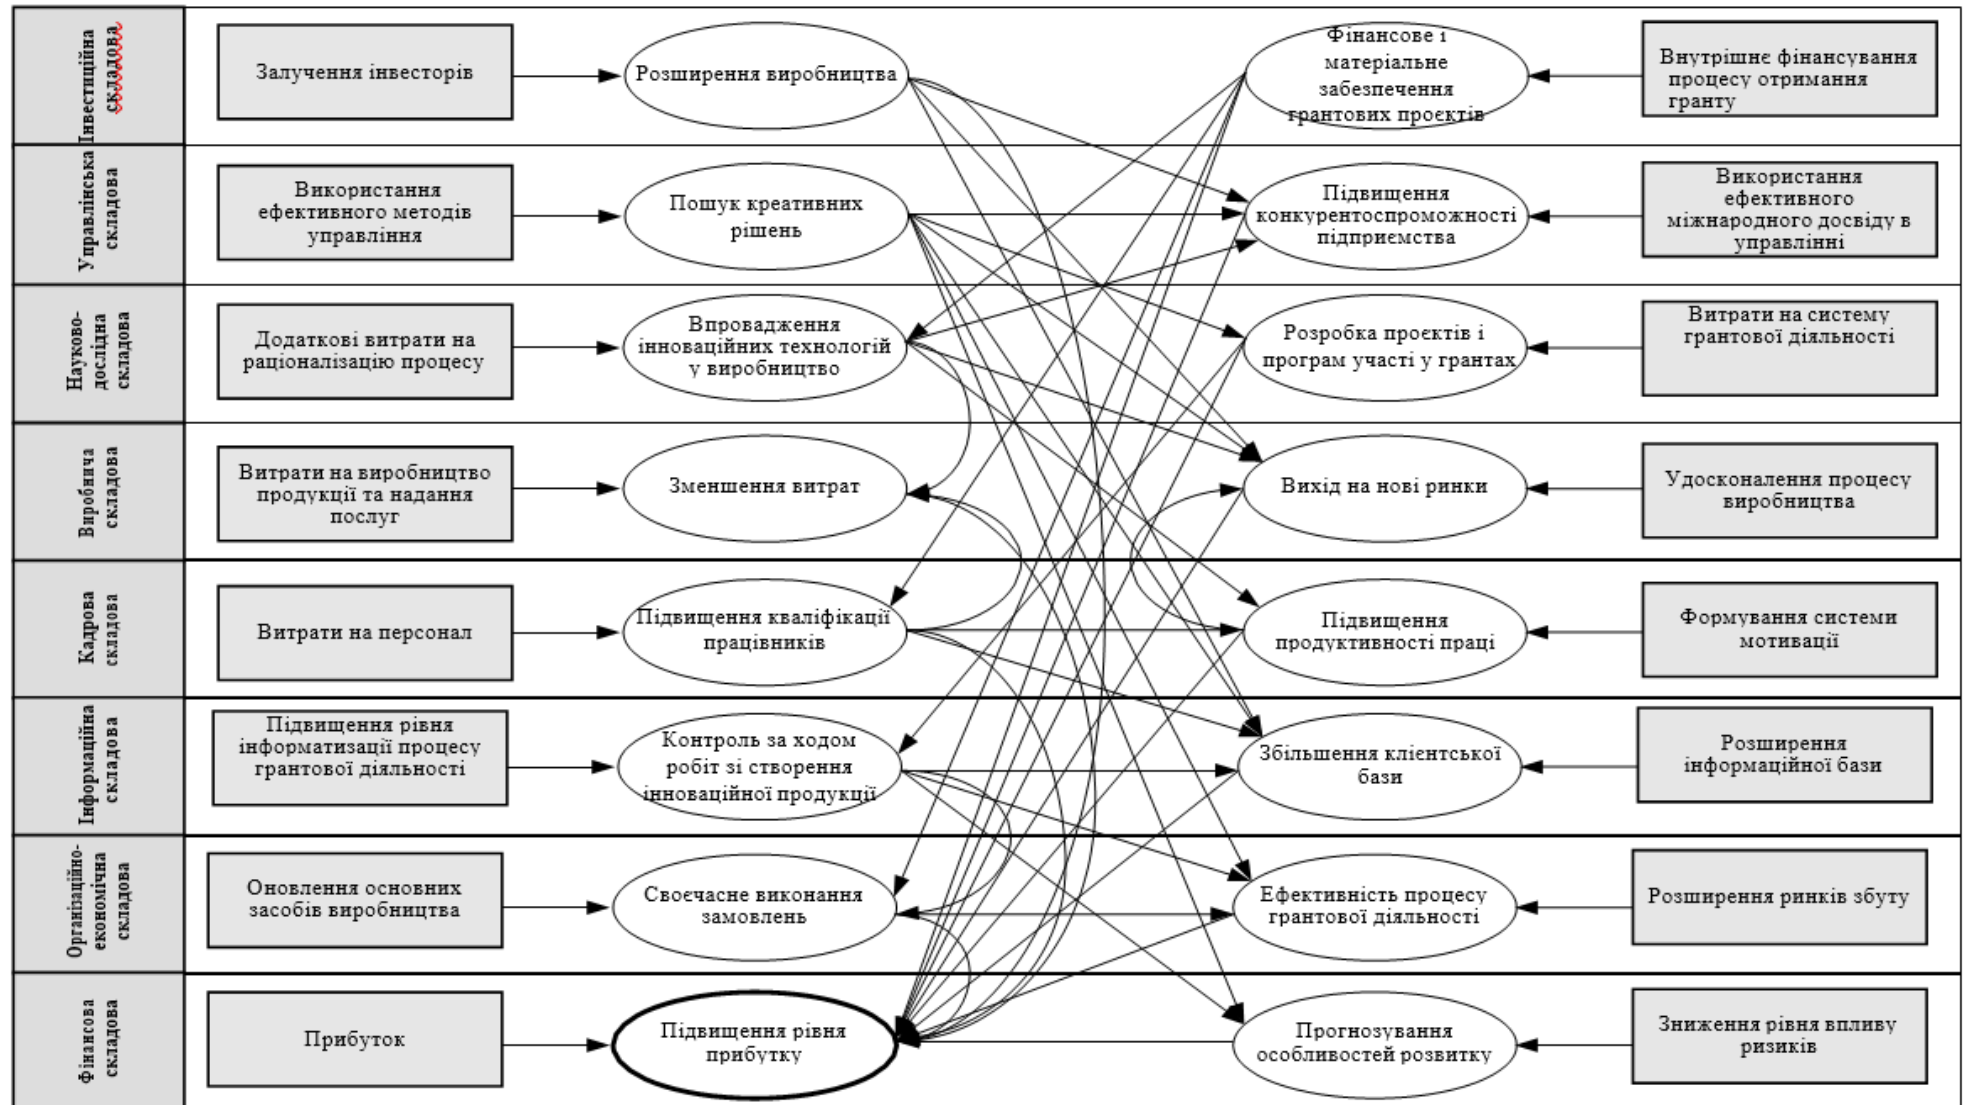 Інвестиційна
складова
Залучення інвесторів
Розширення виробництва
Фінансове і
матеріальне
забезпечення
грантових проєктів
Внутрішнє фінансування
процесу отримання
гранту
Управлінська
складова
Використання
ефективного методів
управління
Пошук креативних
рішень
Підвищення
конкурентоспроможності
підприємства
Використання
ефективного
міжнародного досвіду в
управлінні
Науково-
дослідна
складова
Додаткові витрати на
раціоналізацію процесу
Впровадження
інноваційних технологій
у виробництво
Розробка проєктів і
програм участі у грантах
Витрати на систему
грантової діяльності
Виробнича
складова
Витрати на виробництво
продукції та надання
послуг
Зменшення витрат
Вихід на нові ринки
Удосконалення процесу
виробництва
Кадрова
складова
Витрати на персонал
Підвищення кваліфікації
працівників
Підвищення
продуктивності праці
Формування системи
мотивації
Інформаційна
складова
Підвищення рівня
інформатизації процесу
грантової діяльності
Контроль за ходом
робіт зі створення
інноваційної продукції
Збільшення клієнтської
бази
Розширення
інформаційної бази
Організаційно-
економічна
складова
Оновлення основних
засобів виробництва
Своєчасне виконання
замовлень
Ефективність процесу
грантової діяльності
Розширення ринків збуту
Фінансова
складова
Прибуток
Підвищення рівня
прибутку
Прогнозування
особливостей розвитку
Зниження рівня впливу
ризиків